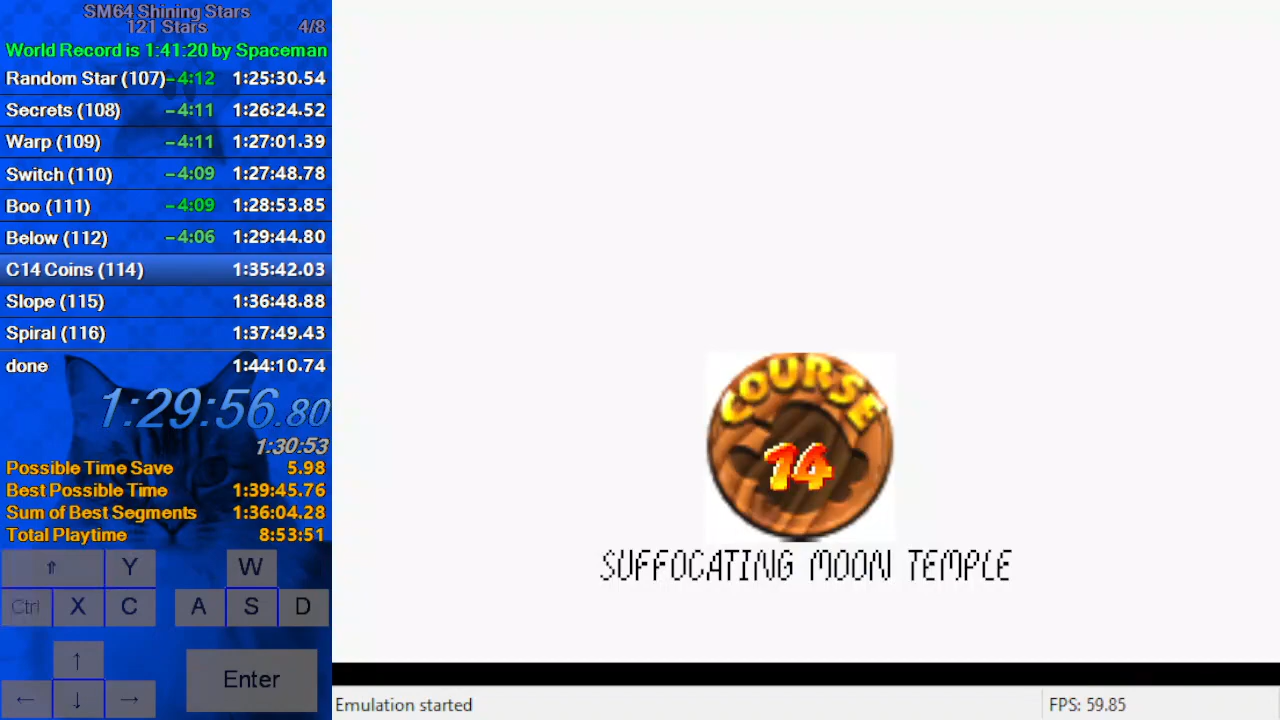 SM64 Shining Stars
121 Stars 4/8
World Record is 1:41:20 by Spaceman
Random Star (107) -4:12 1:25:30.54
Secrets (108) -4:11 1:26:24.52
Warp (109) -4:11 1:27:01.39
Switch (110) -4:09 1:27:48.78
Boo (111) -4:09 1:28:53.85
Below (112) -4:06 1:29:44.80
C14 Coins (114) 1:35:42.03
Slope (115) 1:36:48.88
Spiral (116) 1:37:49.43
done 1:44:10.74
1:29:56.80
1:30:53
Possible Time Save 5.98
Best Possible Time 1:39:45.76
Sum of Best Segments 1:36:04.28
Total Playtime 8:53:51
⇑ Y W
Ctrl X C A S D
↑
← ↓ → Enter
COURSE
14
SUFFOCATING MOON TEMPLE
Emulation started FPS: 59.85